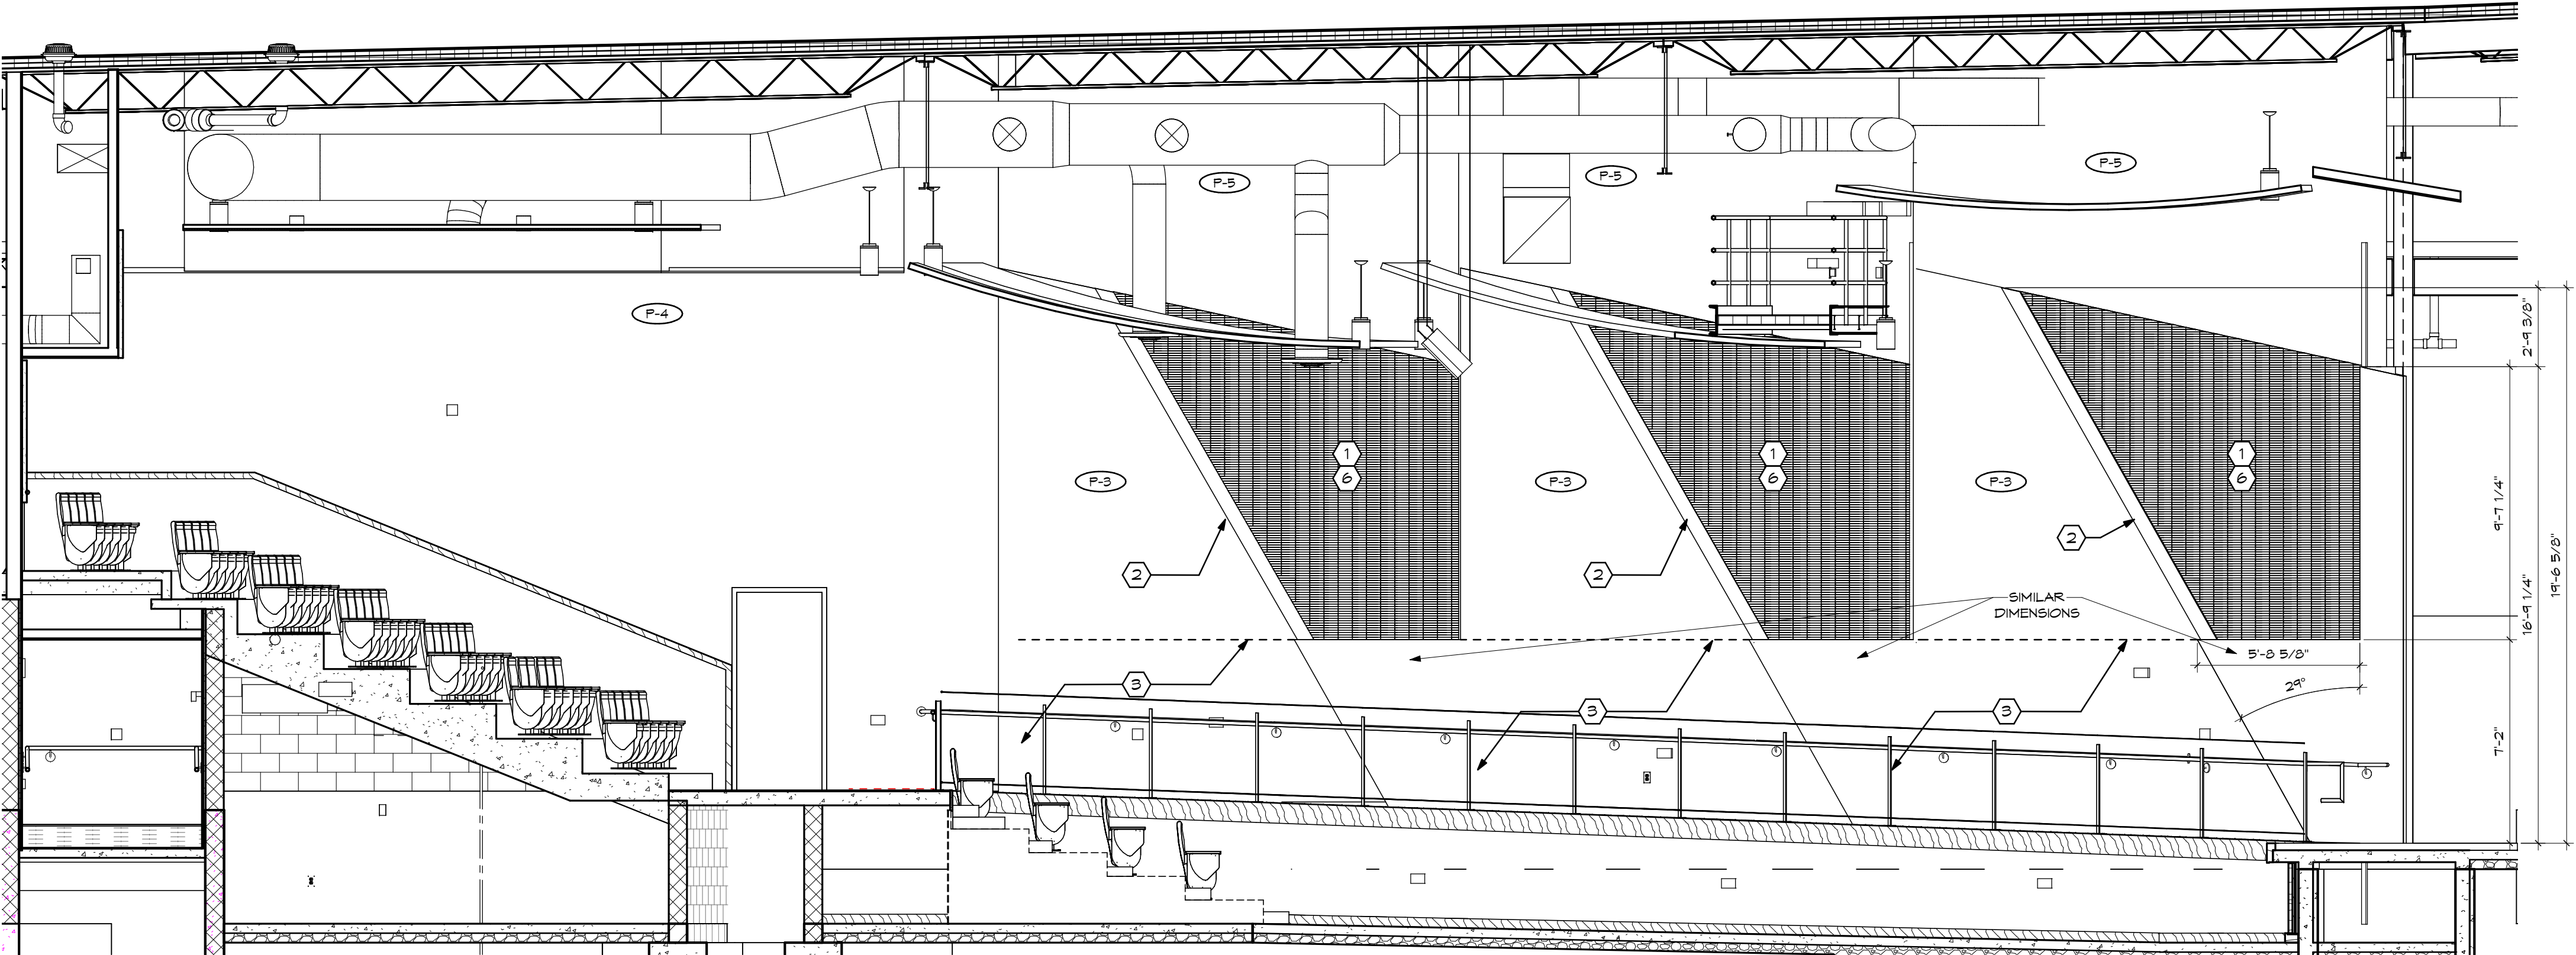 P-5
P-5
P-5
P-4
2'-9 3/8"
1
6
1
6
1
6
P-3
P-3
P-3
9'-7 1/4"
2
2
2
19'-6 5/8"
16'-9 1/4"
SIMILAR
DIMENSIONS
5'-8 5/8"
29°
3
3
3
7'-2"